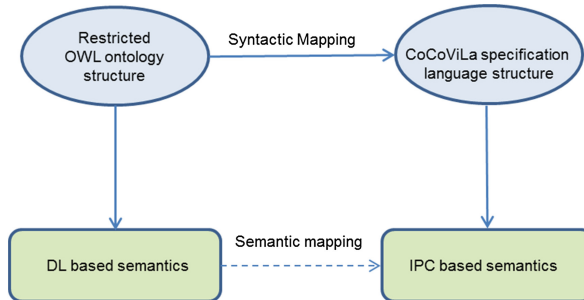 Restricted
OWL ontology
structure
Syntactic Mapping
CoCoViLa specification
language structure
DL based semantics
Semantic mapping
IPC based semantics